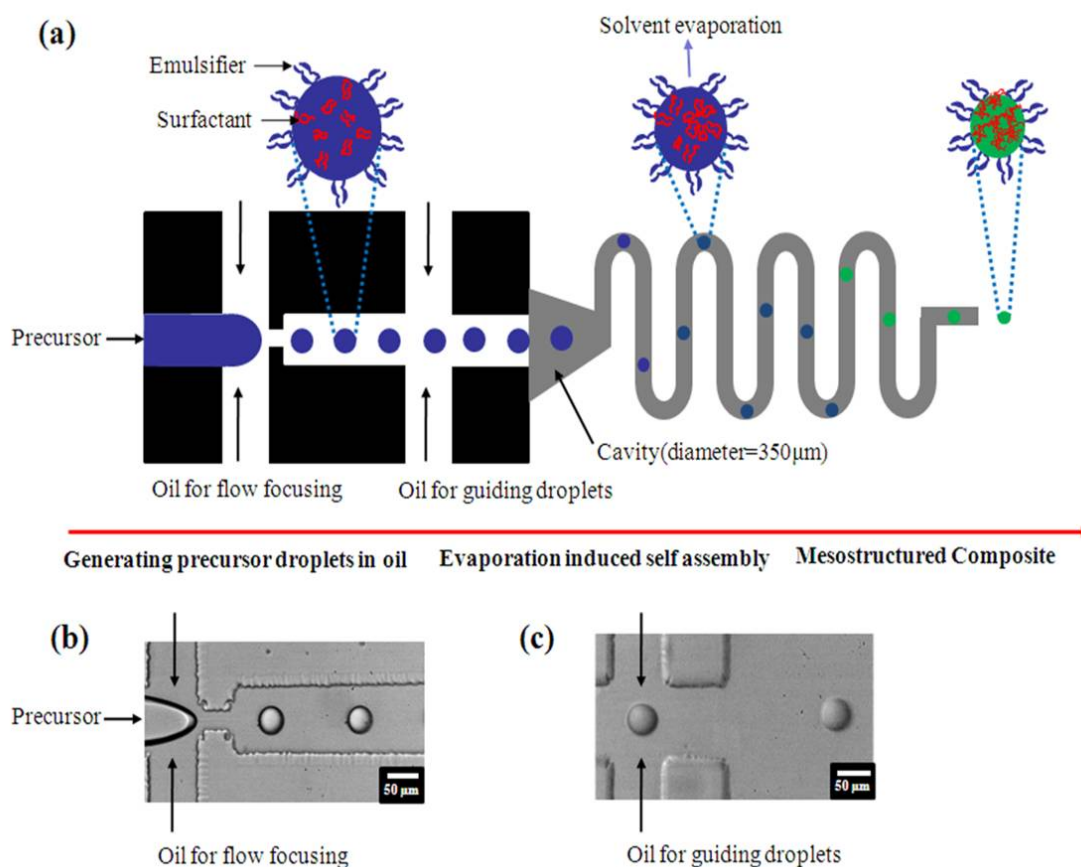 (a)
Solvent evaporation
Emulsifier
Surfactant
Precursor
Cavity(diameter=350μm)
Oil for flow focusing
Oil for guiding droplets
Generating precursor droplets in oil
Evaporation induced self assembly
Mesostructured Composite
(b)
(c)
Precursor
50 μm
50 μm
Oil for flow focusing
Oil for guiding droplets